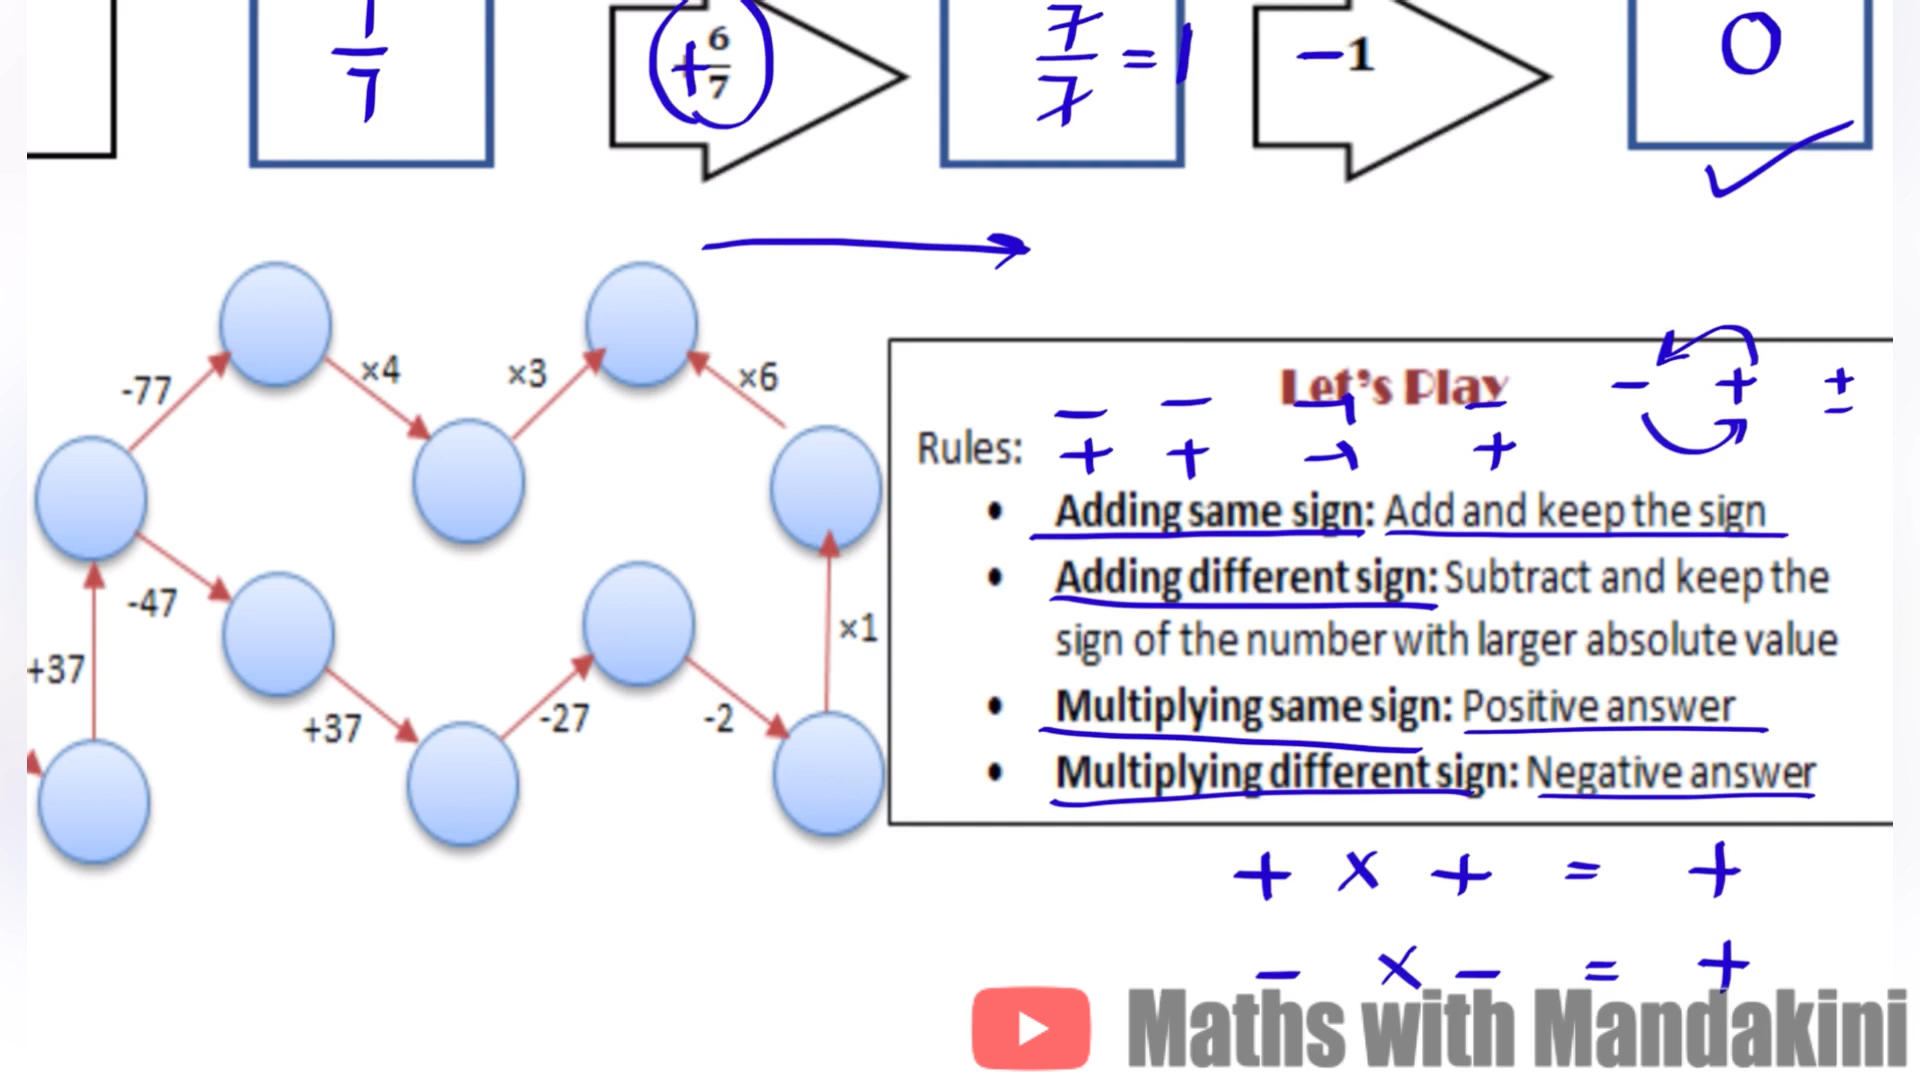 1/7
+6/7
7/7 = 1
−1
0
-77
×4
×3
×6
-47
+37
×1
+37
-27
-2
Let's Play
− +
±
− − − −
Rules: + + + +
• Adding same sign: Add and keep the sign
• Adding different sign: Subtract and keep the
sign of the number with larger absolute value
• Multiplying same sign: Positive answer
• Multiplying different sign: Negative answer
+ × + = +
− × − = +
Maths with Mandakini